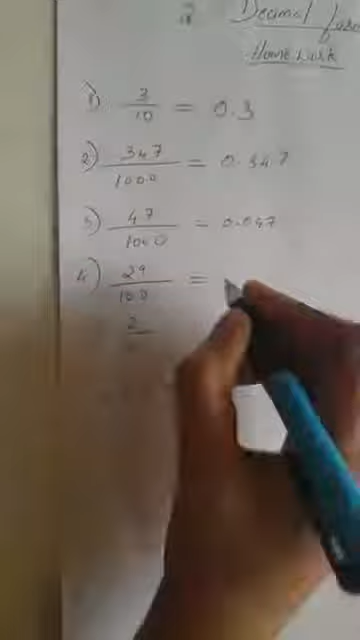 Decimal
Home Work
1) 3/10 = 0.3
2) 347/1000 = 0.347
3) 47/1000 = 0.047
4) 29/100 =
2